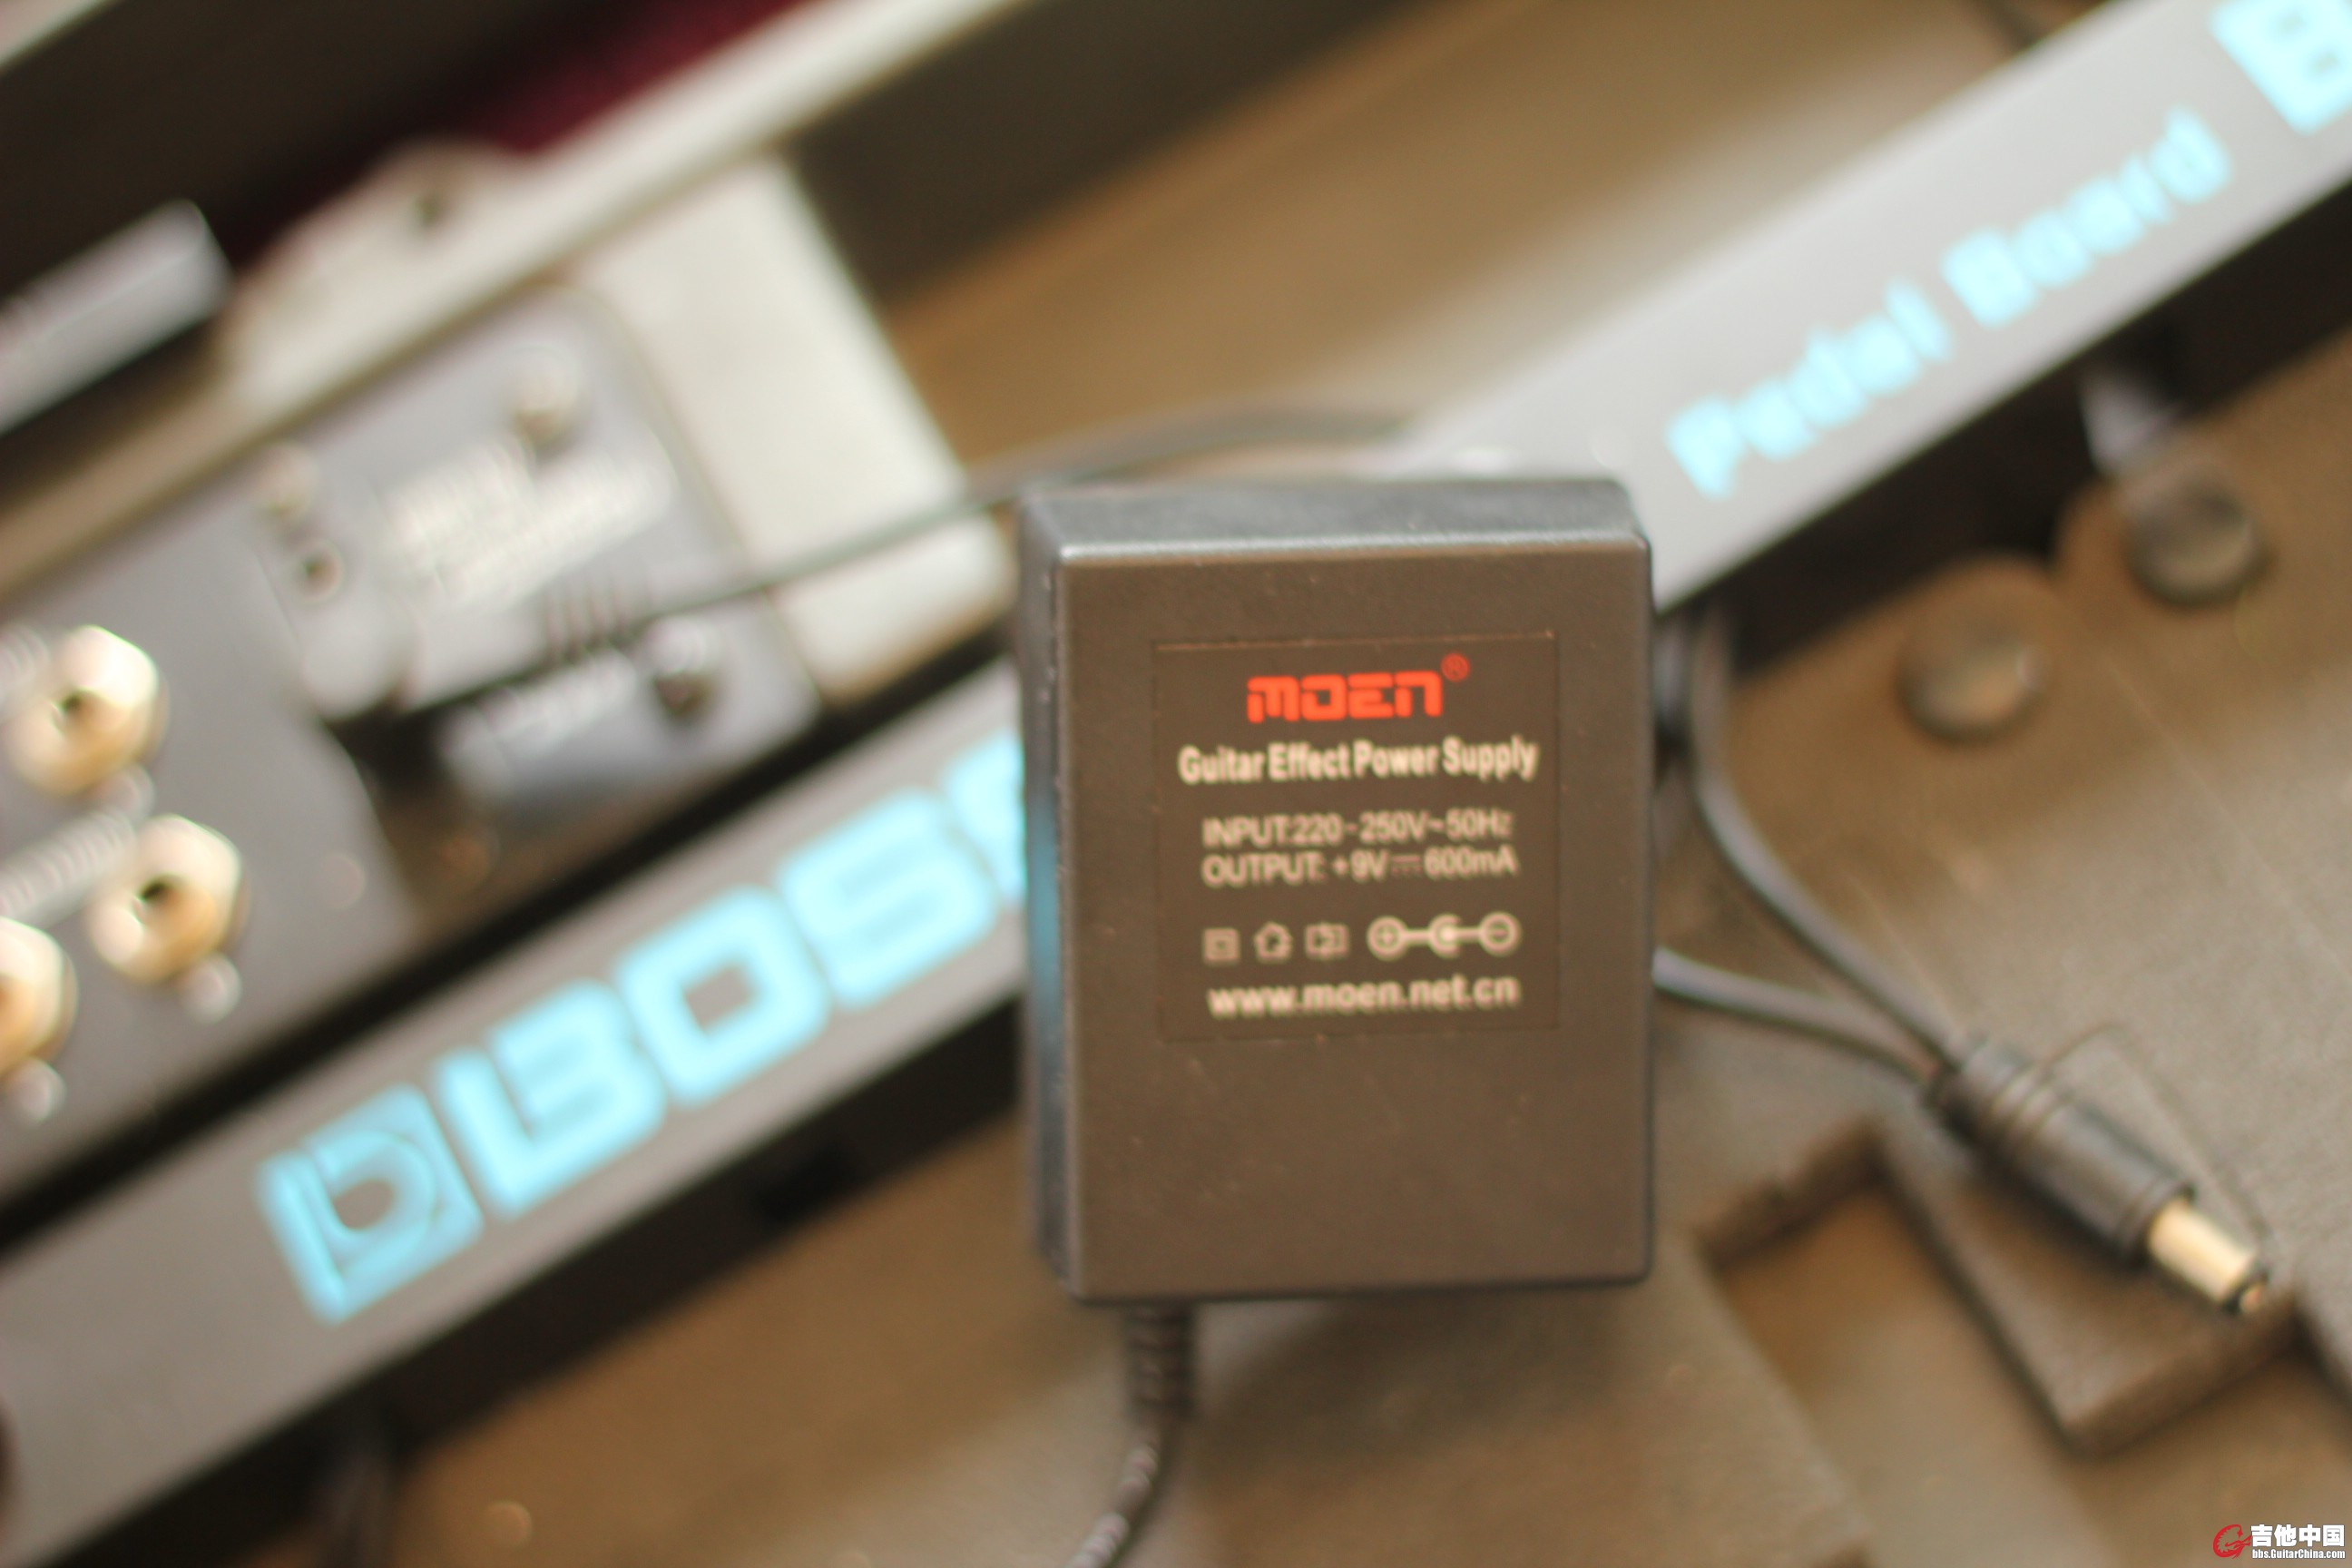 BOSS
Pedal Board
MOEN®
Guitar Effect Power Supply
INPUT:220-250V~50Hz
OUTPUT: +9V⎓600mA
www.moen.net.cn
吉他中国
bbs.GuitarChina.com